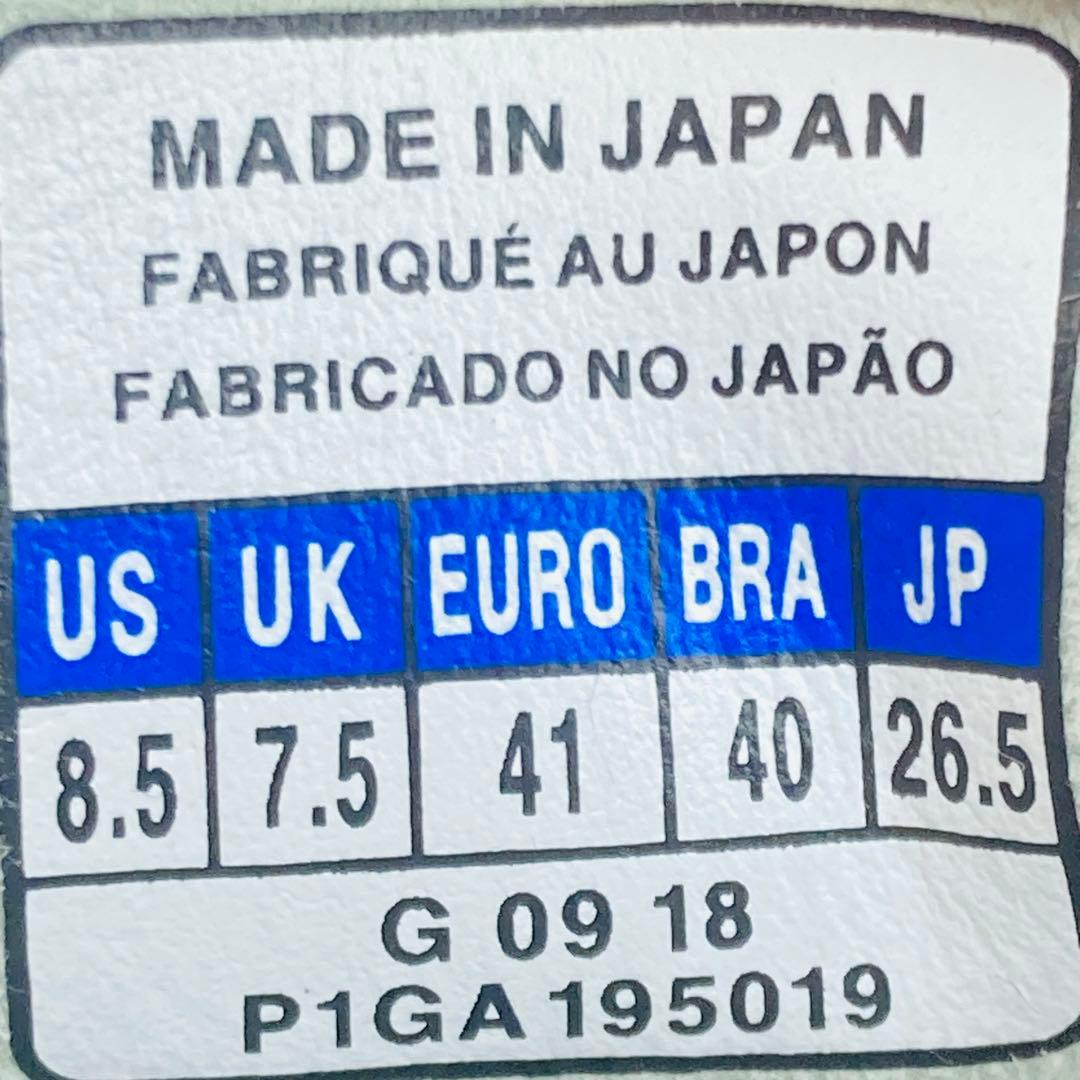 MADE IN JAPAN
FABRIQUÉ AU JAPON
FABRICADO NO JAPÃO
US UK EURO BRA JP
8.5 7.5 41 40 26.5
G 09 18
P1GA195019